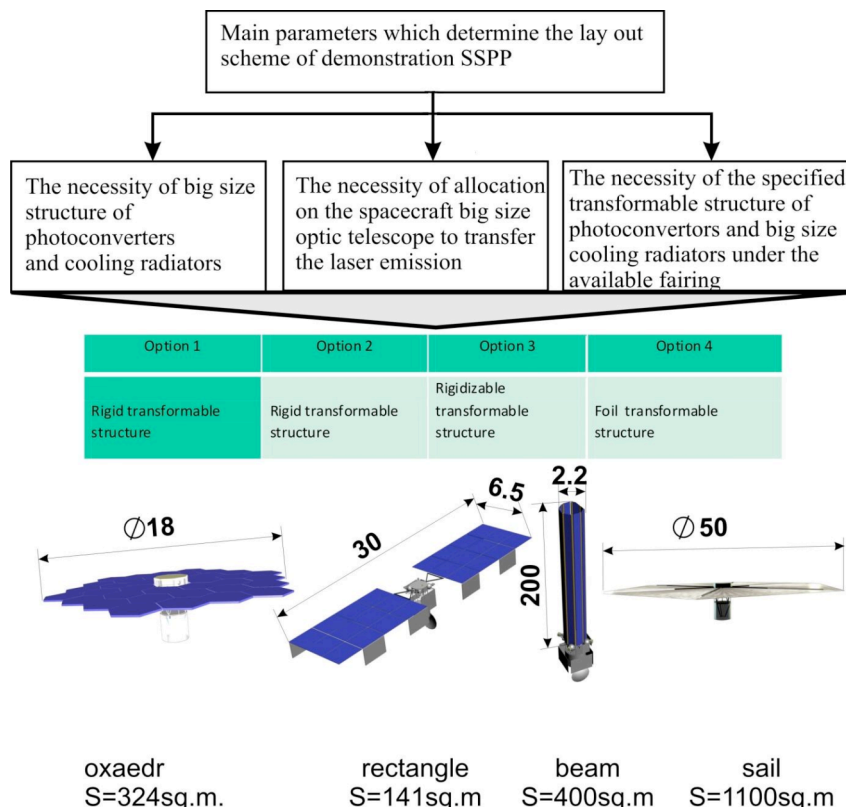 Main parameters which determine the lay out
scheme of demonstration SSPP
The necessity of big size
structure of
photoconverters
and cooling radiators
The necessity of allocation
on the spacecraft big size
optic telescope to transfer
the laser emission
The necessity of the specified
transformable structure of
photoconvertors and big size
cooling radiators under the
available fairing
Option 1
Option 2
Option 3
Option 4
Rigid transformable
structure
Rigid transformable
structure
Rigidizable
transformable
structure
Foil transformable
structure
∅18
30
6.5
2.2
200
∅ 50
oxaedr
S=324sq.m.
rectangle
S=141sq.m
beam
S=400sq.m
sail
S=1100sq.m